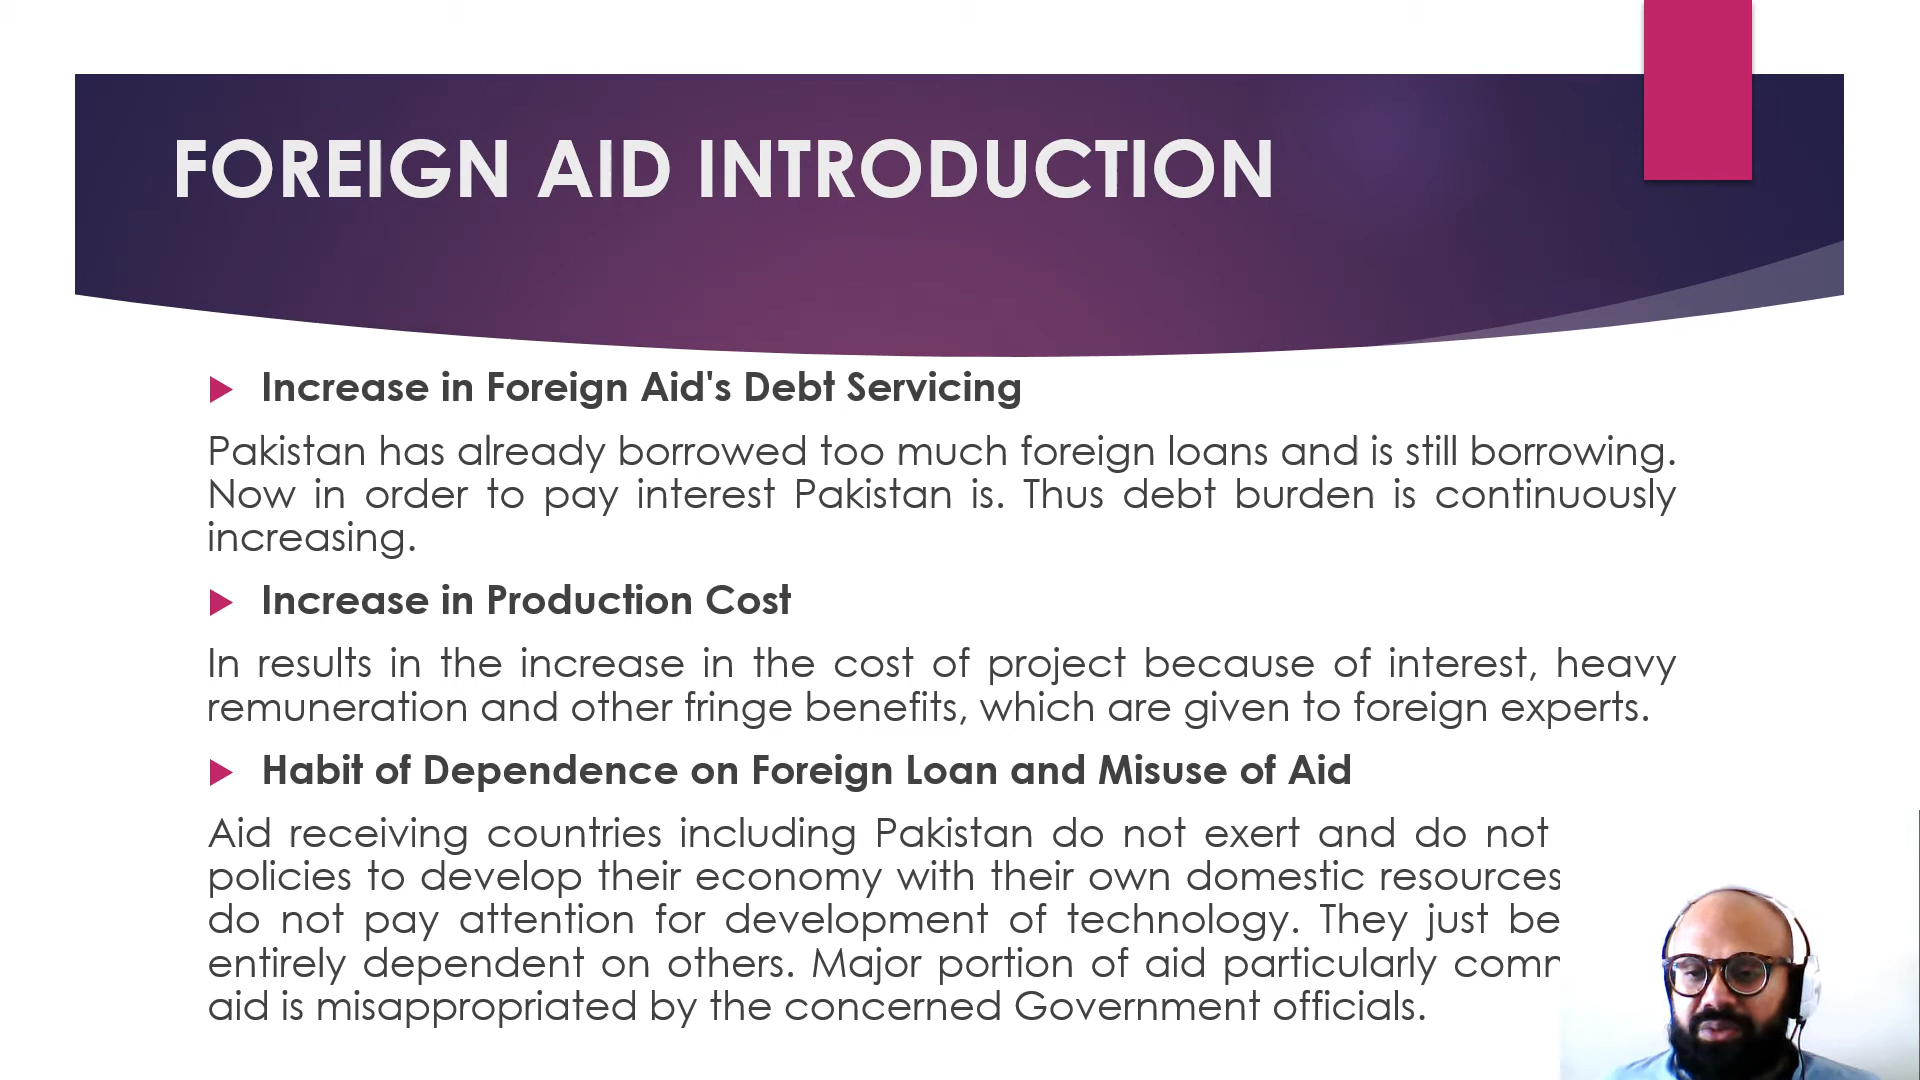 FOREIGN AID INTRODUCTION
Increase in Foreign Aid's Debt Servicing
Pakistan has already borrowed too much foreign loans and is still borrowing.
Now in order to pay interest Pakistan is. Thus debt burden is continuously
increasing.
Increase in Production Cost
In results in the increase in the cost of project because of interest, heavy
remuneration and other fringe benefits, which are given to foreign experts.
Habit of Dependence on Foreign Loan and Misuse of Aid
Aid receiving countries including Pakistan do not exert and do not
policies to develop their economy with their own domestic resources
do not pay attention for development of technology. They just
entirely dependent on others. Major portion of aid particularly
aid is misappropriated by the concerned Government officials.